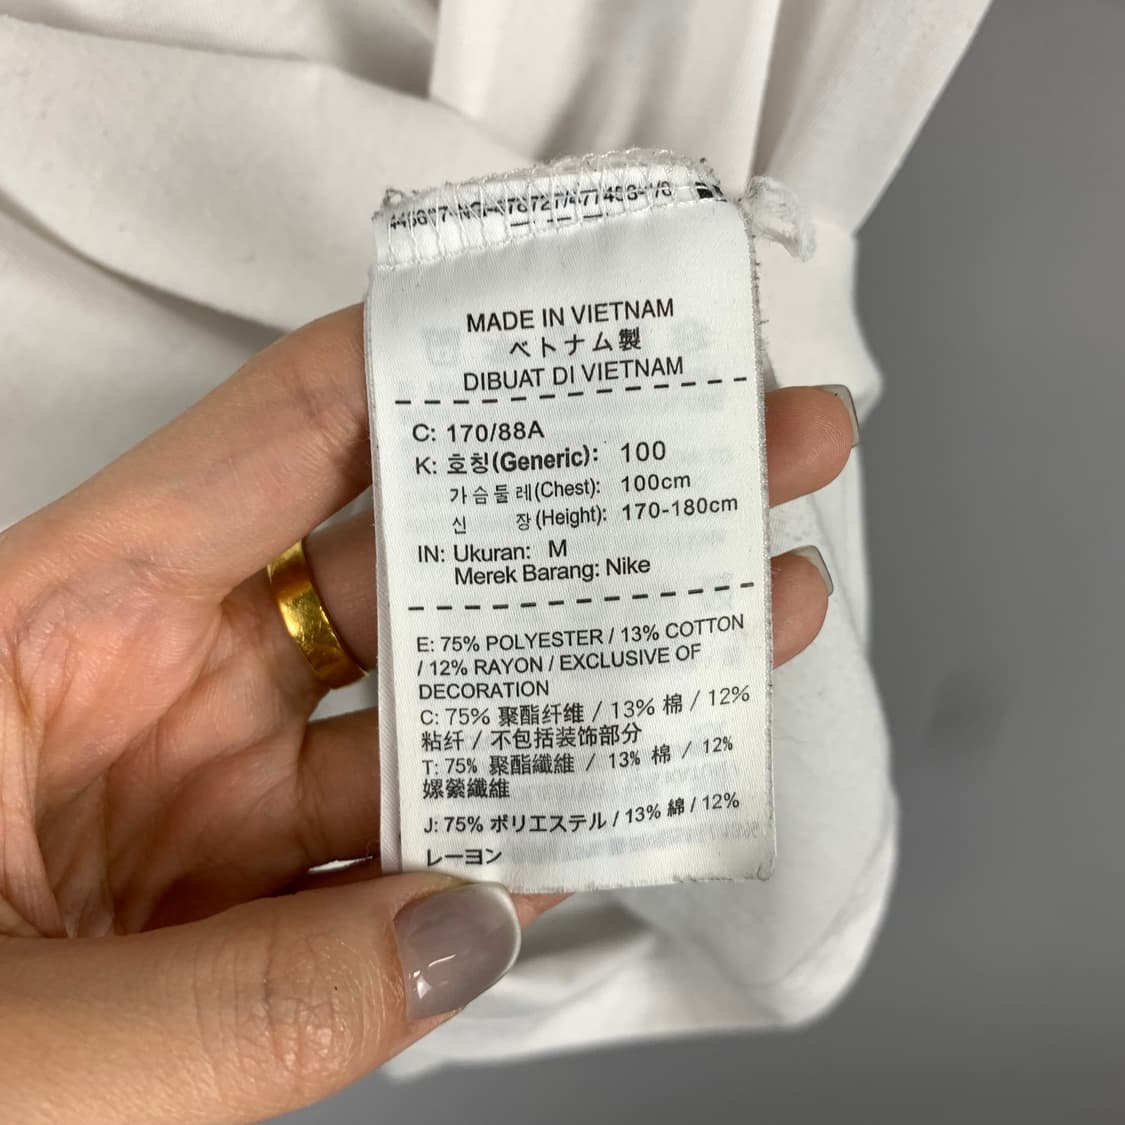 MADE IN VIETNAM
ベトナム製
DIBUAT DI VIETNAM
C: 170/88A
K: 호칭(Generic): 100
가슴둘레(Chest): 100cm
신 장(Height): 170-180cm
IN: Ukuran: M
Merek Barang: Nike
E: 75% POLYESTER / 13% COTTON
/ 12% RAYON / EXCLUSIVE OF
DECORATION
C: 75% 聚酯纤维 / 13% 棉 / 12%
粘纤 / 不包括装饰部分
T: 75% 聚酯纖維 / 13% 棉 / 12%
嫘縈纖維
J: 75% ポリエステル / 13% 綿 / 12%
レーヨン